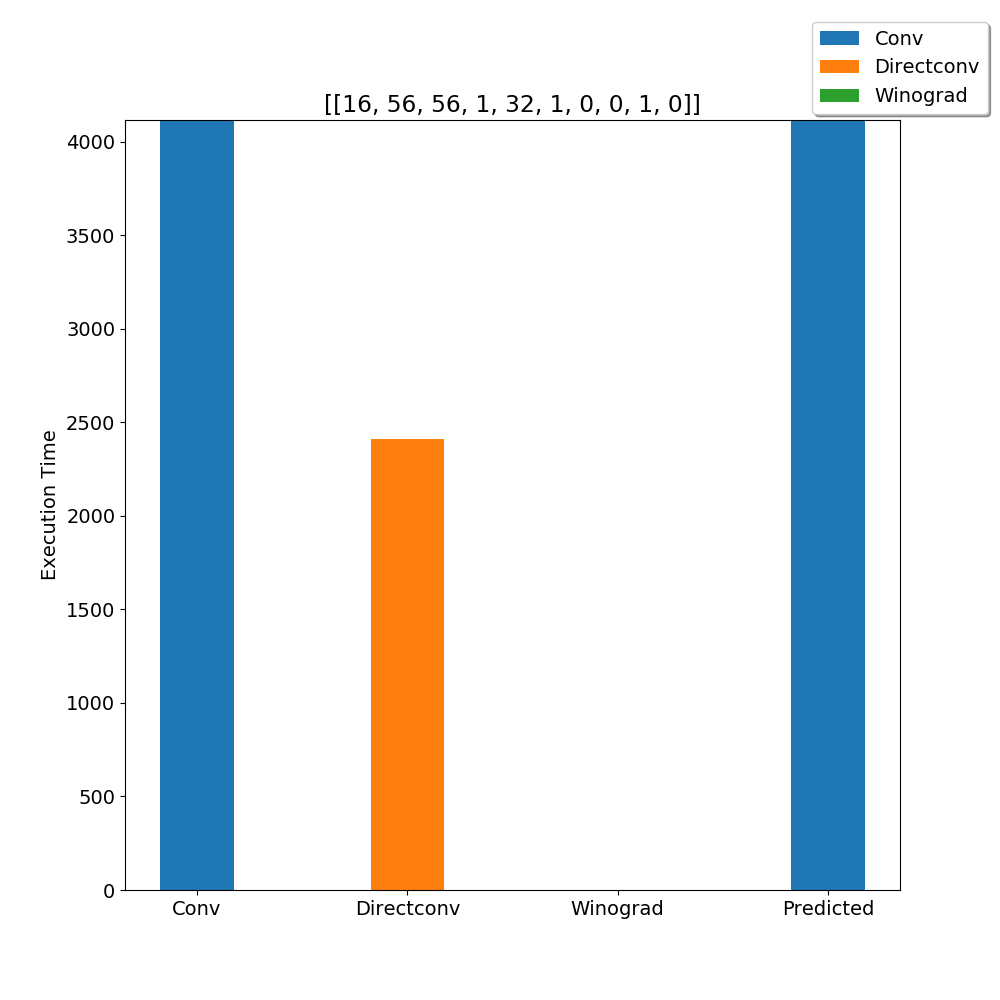 Conv
Directconv
Winograd
[[16, 56, 56, 1, 32, 1, 0, 0, 1, 0]]
4000
3500
3000
2500
2000
1500
1000
500
0
Execution Time
Conv Directconv Winograd Predicted